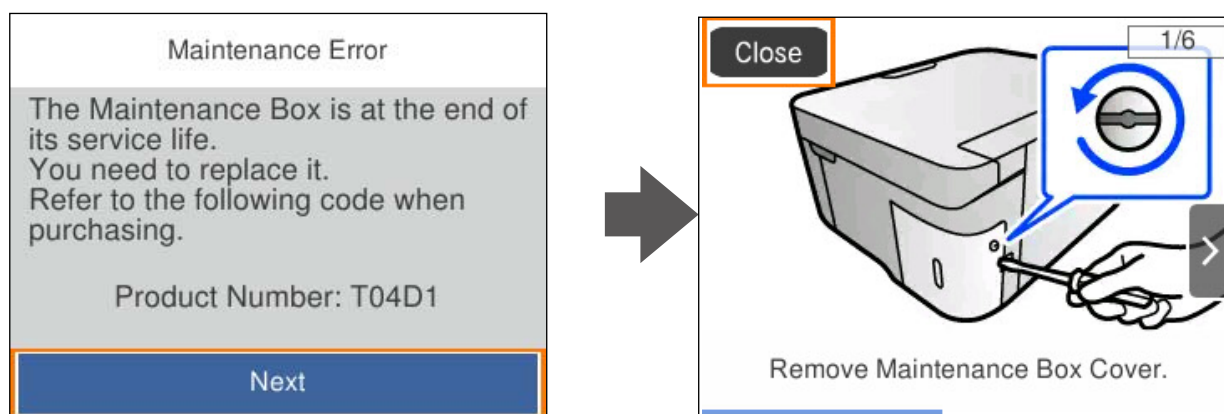 Maintenance Error
The Maintenance Box is at the end of
its service life.
You need to replace it.
Refer to the following code when
purchasing.
Product Number: T04D1
Next
Close
1/6
Remove Maintenance Box Cover.